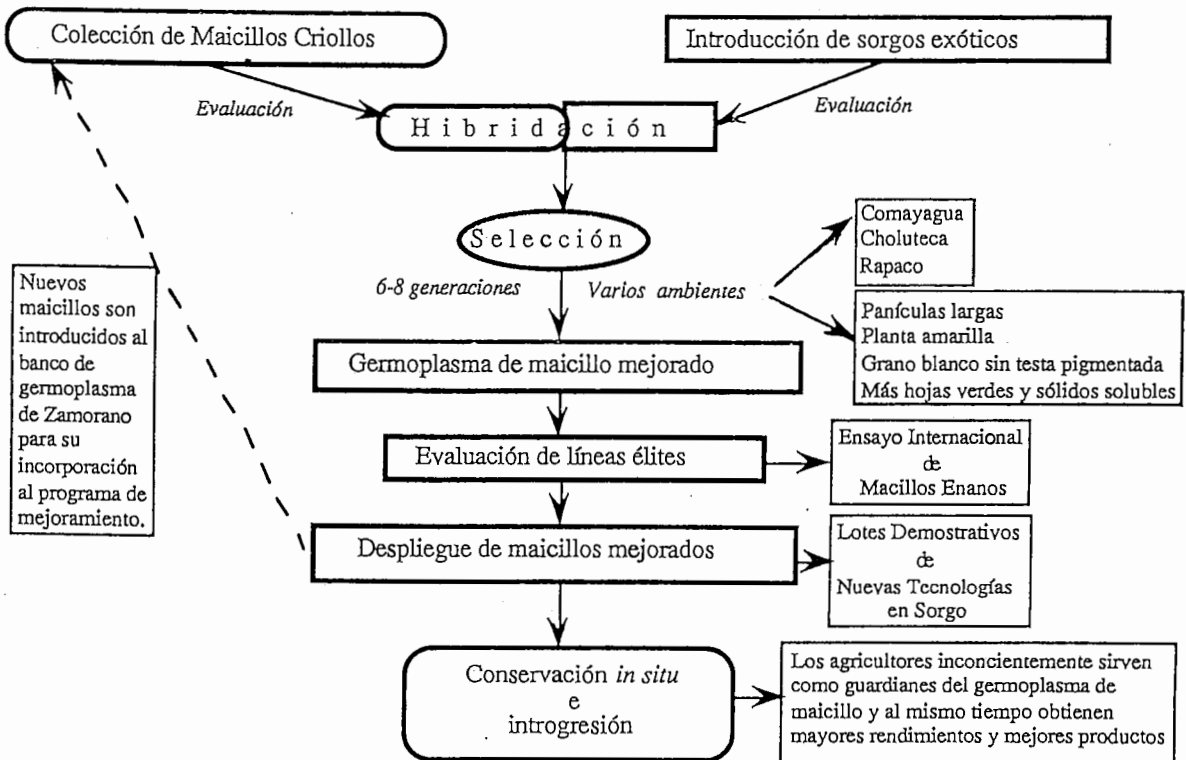 Colección de Maicillos Criollos
Introducción de sorgos exóticos
Evaluación
Evaluación
Hibridación
Selección
Comayagua
Choluteca
Rapaco
6-8 generaciones
Varios ambientes
Panículas largas
Planta amarilla
Grano blanco sin testa pigmentada
Más hojas verdes y sólidos solubles
Nuevos
maicillos son
introducidos al
banco de
germoplasma
de Zamorano
para su
incorporación
al programa de
mejoramiento.
Germoplasma de maicillo mejorado
Evaluación de líneas élites
Ensayo Internacional
de
Macillos Enanos
Despliegue de maicillos mejorados
Lotes Demostrativos
de
Nuevas Tecnologías
en Sorgo
Conservación in situ
e
introgresión
Los agricultores inconcientemente sirven
como guardianes del germoplasma de
maicillo y al mismo tiempo obtienen
mayores rendimientos y mejores productos